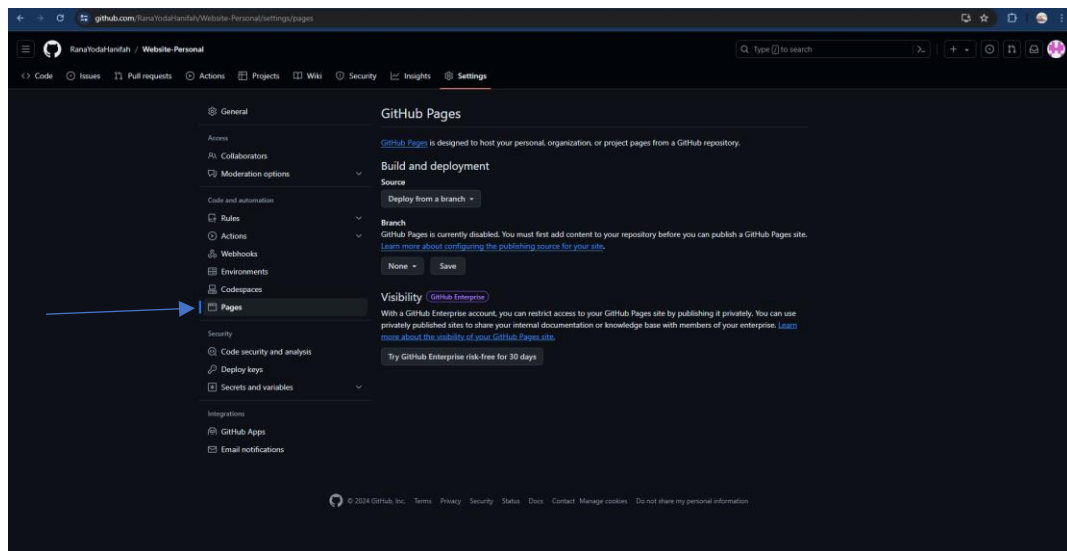 github.com/RanaYodaHanifah/Website-Personal/settings/pages
RanaYodaHanifah / Website-Personal
Type / to search
Code Issues Pull requests Actions Projects Wiki Security Insights Settings
General
Access
Collaborators
Moderation options
Code and automation
Rules
Actions
Webhooks
Environments
Codespaces
Pages
Security
Code security and analysis
Deploy keys
Secrets and variables
Integrations
GitHub Apps
Email notifications
GitHub Pages
GitHub Pages is designed to host your personal, organization, or project pages from a GitHub repository.
Build and deployment
Source
Deploy from a branch
Branch
GitHub Pages is currently disabled. You must first add content to your repository before you can publish a GitHub Pages site.
Learn more about configuring the publishing source for your site.
None Save
Visibility GitHub Enterprise
With a GitHub Enterprise account, you can restrict access to your GitHub Pages site by publishing it privately. You can use
privately published sites to share your internal documentation or knowledge base with members of your enterprise. Learn
more about the visibility of your GitHub Pages site.
Try GitHub Enterprise risk-free for 30 days
© 2024 GitHub, Inc. Terms Privacy Security Status Docs Contact Manage cookies Do not share my personal information